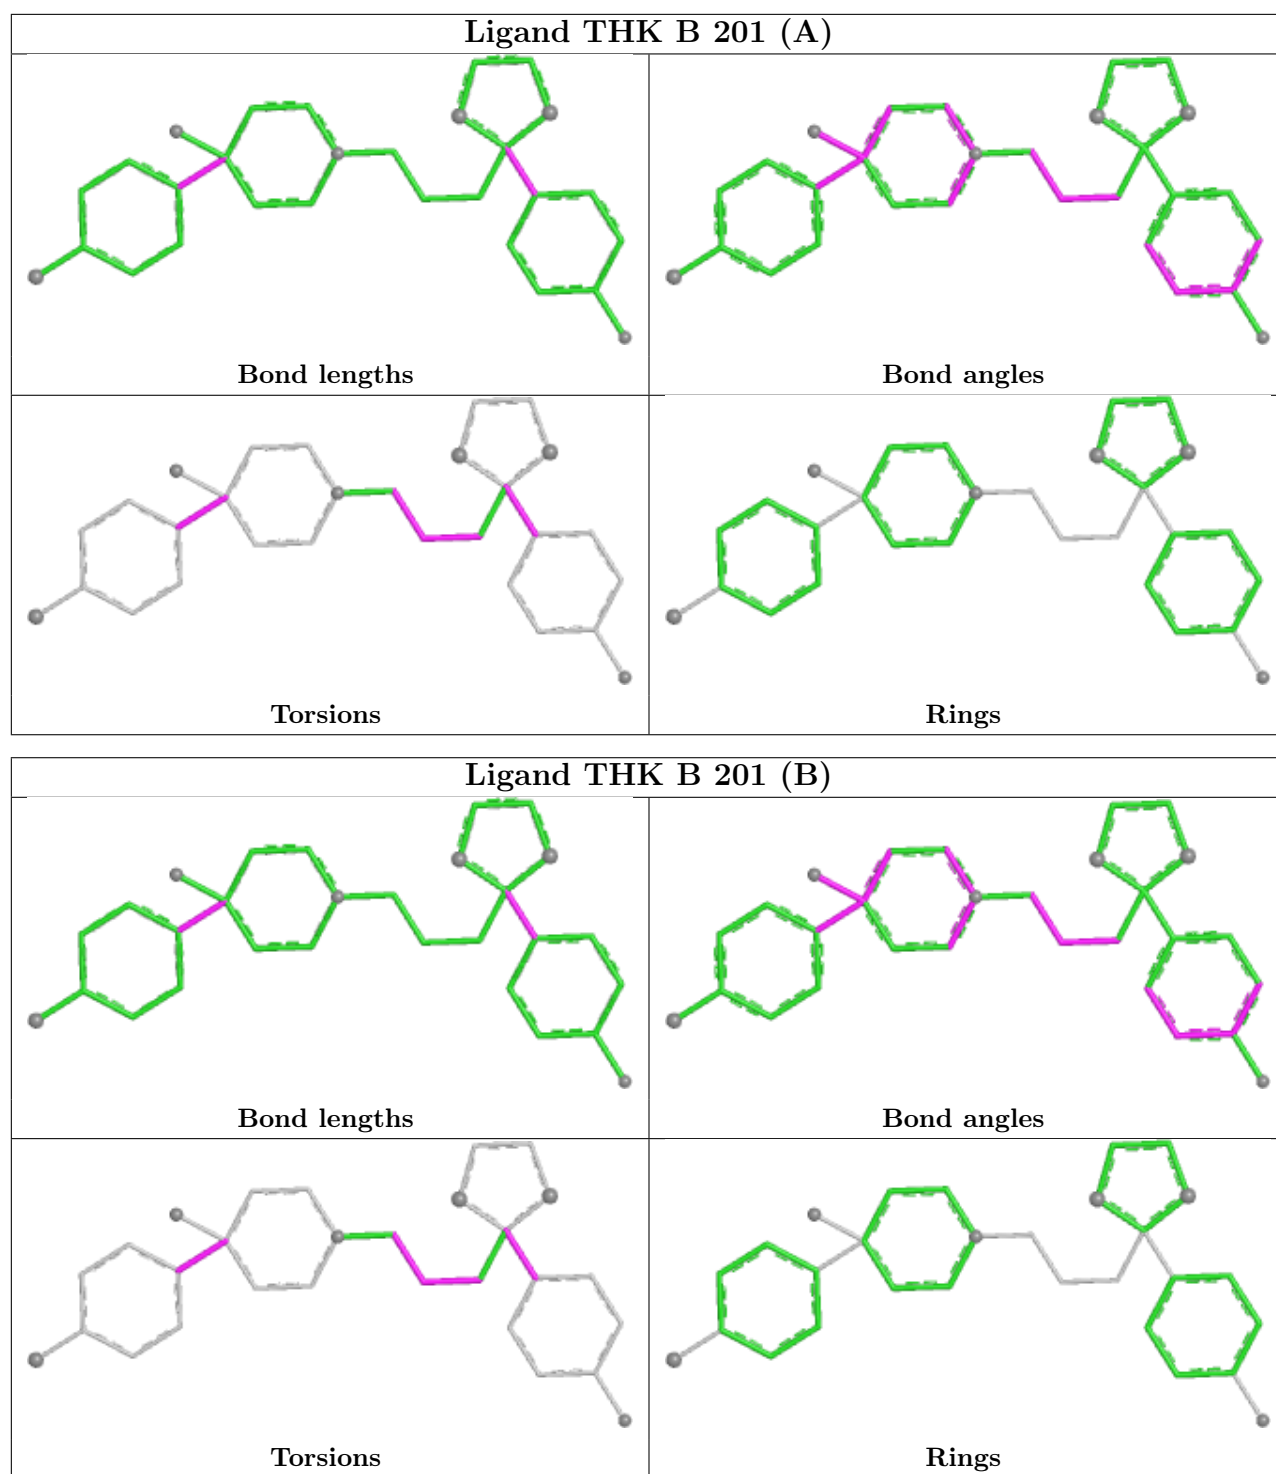 Ligand THK B 201 (A)
Bond lengths
Bond angles
Torsions
Rings
Ligand THK B 201 (B)
Bond lengths
Bond angles
Torsions
Rings